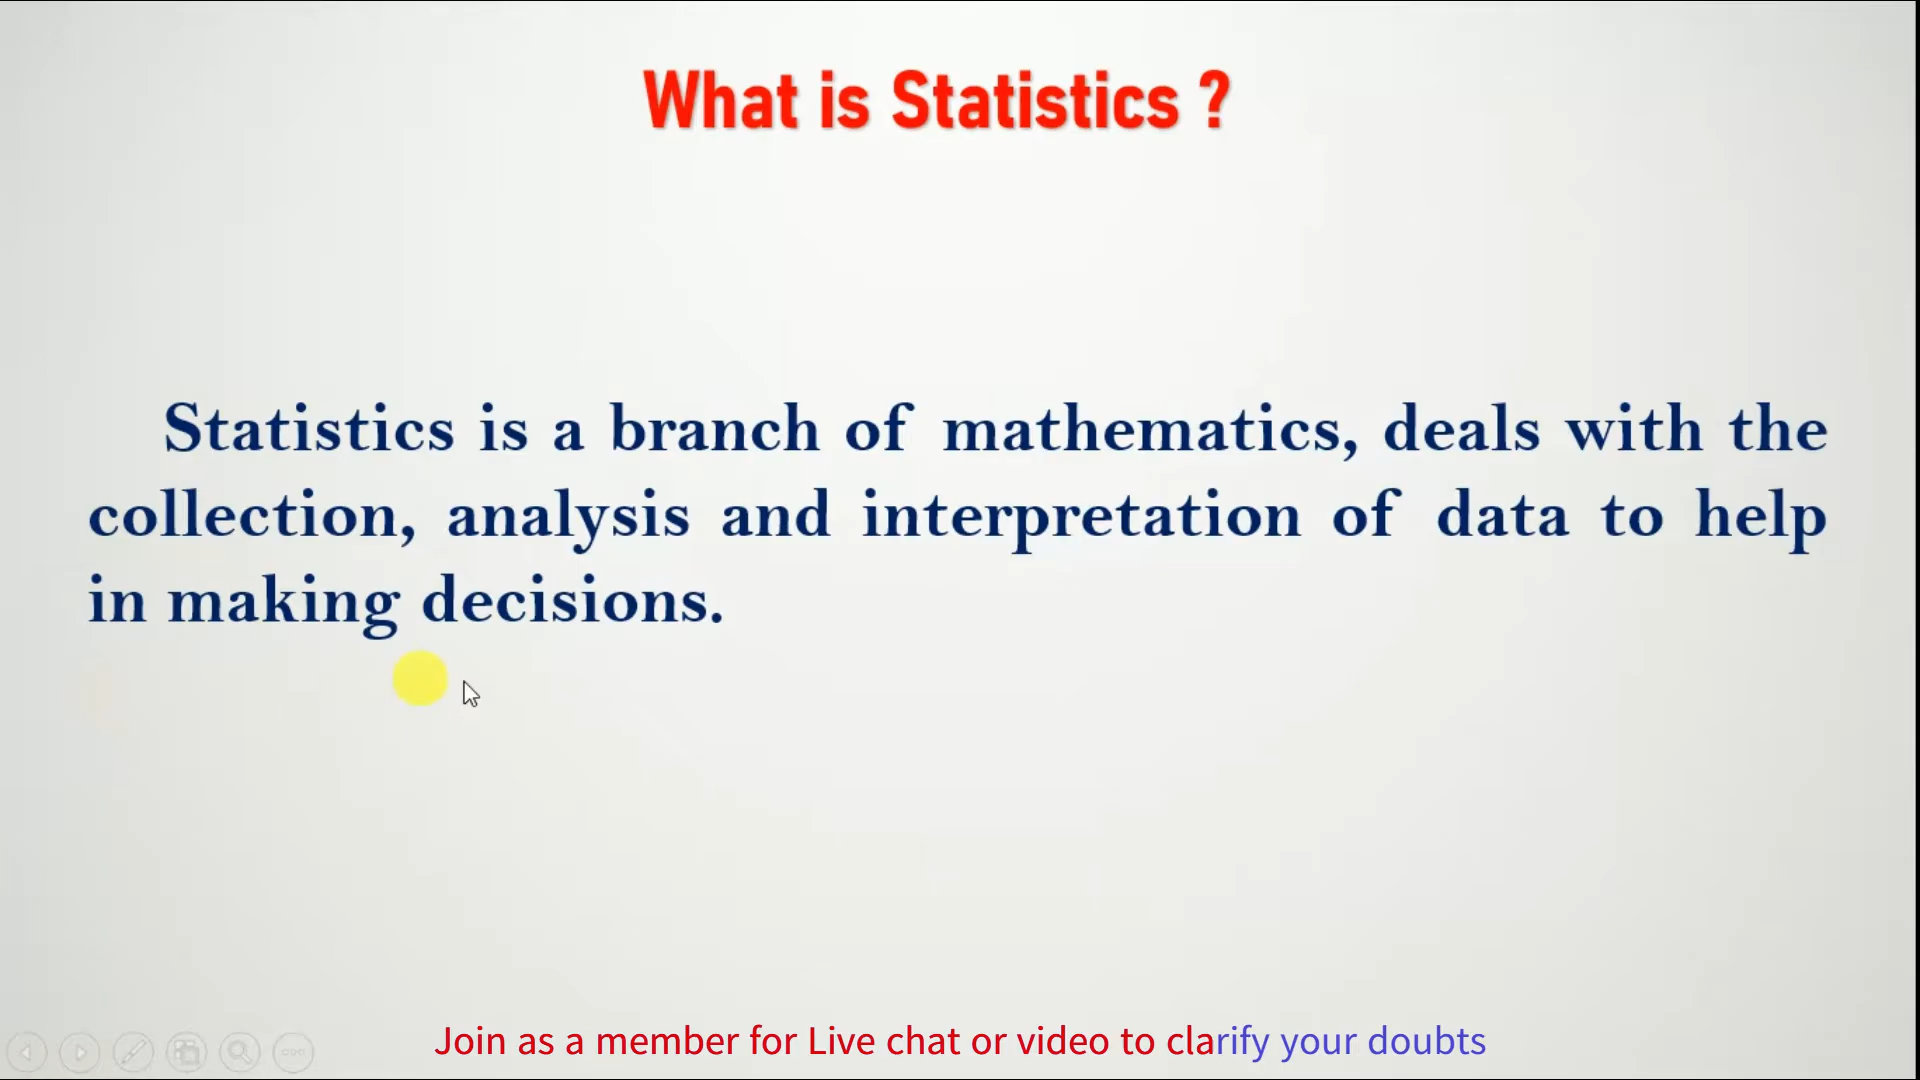 What is Statistics ?
Statistics is a branch of mathematics, deals with the
collection, analysis and interpretation of data to help
in making decisions.
Join as a member for Live chat or video to clarify your doubts